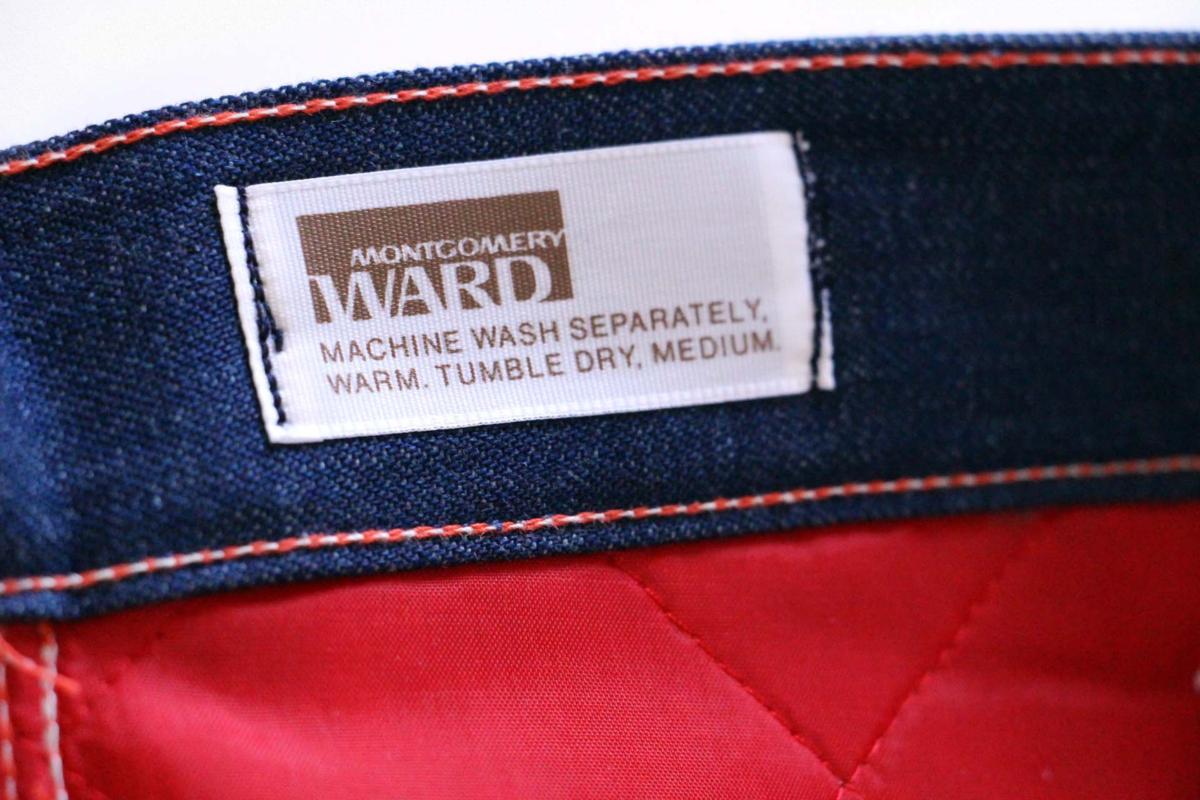 MONTGOMERY
WARD
MACHINE WASH SEPARATELY,
WARM. TUMBLE DRY, MEDIUM.